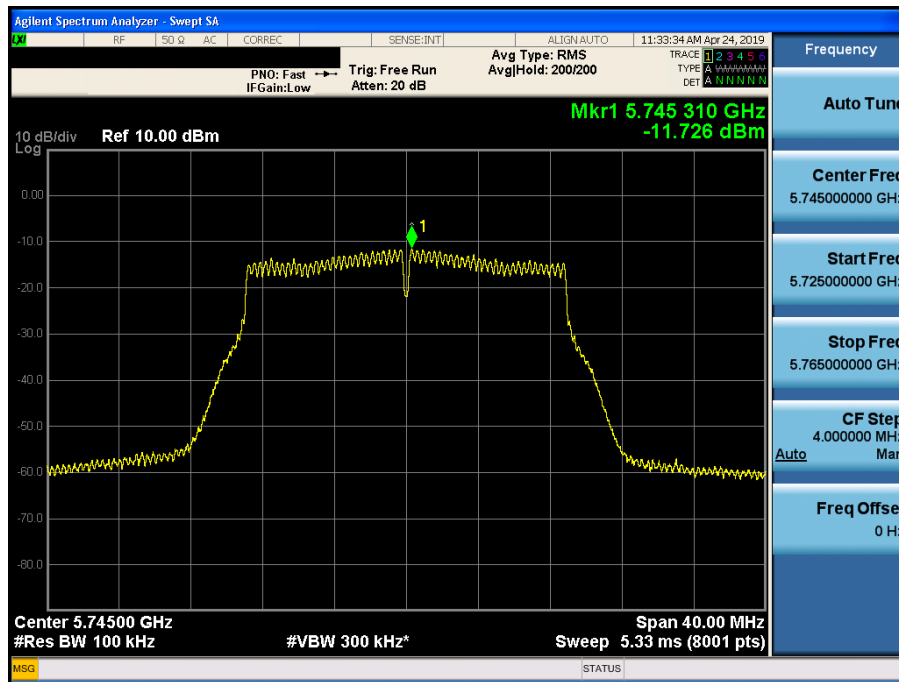 Agilent Spectrum Analyzer - Swept SA
LXI RF 50 Ω AC CORREC SENSE:INT ALIGN AUTO 11:33:34 AM Apr 24, 2019
Frequency
PNO: Fast Trig: Free Run Avg Type: RMS TRACE 1 2 3 4 5 6
IFGain:Low Atten: 20 dB Avg|Hold: 200/200 TYPE A WWWWW
DET A N N N N N
Auto Tune
Mkr1 5.745 310 GHz
-11.726 dBm
10 dB/div Ref 10.00 dBm
Log
1
0.00
-10.0
-20.0
-30.0
-40.0
-50.0
-60.0
-70.0
-80.0
Center Freq
5.745000000 GHz
Start Freq
5.725000000 GHz
Stop Freq
5.765000000 GHz
CF Step
4.000000 MHz
Auto Man
Freq Offset
0 Hz
Center 5.74500 GHz Span 40.00 MHz
#Res BW 100 kHz #VBW 300 kHz* Sweep 5.33 ms (8001 pts)
MSG STATUS